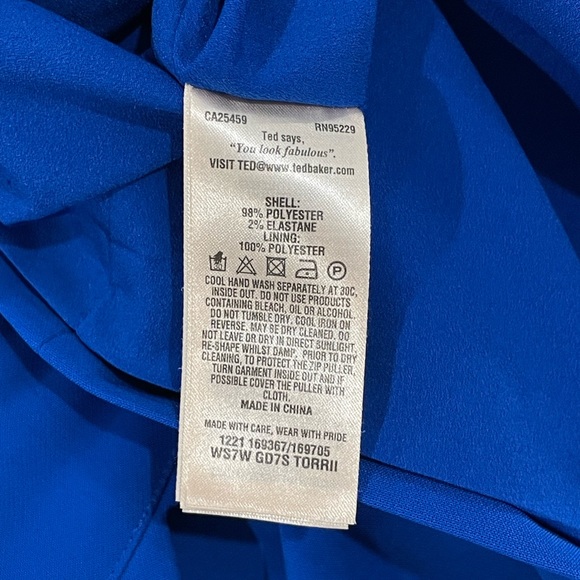 CA25459 RN95229
Ted says,
"You look fabulous".
VISIT TED@www.tedbaker.com
SHELL:
98% POLYESTER
2% ELASTANE
LINING:
100% POLYESTER
P
COOL HAND WASH SEPARATELY AT 30C,
INSIDE OUT. DO NOT USE PRODUCTS
CONTAINING BLEACH, OIL OR ALCOHOL.
DO NOT TUMBLE DRY. COOL IRON ON
REVERSE. MAY BE DRY CLEANED. DO
NOT LEAVE OR DRY IN DIRECT SUNLIGHT.
RE-SHAPE WHILST DAMP. PRIOR TO DRY
CLEANING, TO PROTECT THE ZIP PULLER,
TURN GARMENT INSIDE OUT AND IF
POSSIBLE COVER THE PULLER WITH
CLOTH.
MADE IN CHINA
MADE WITH CARE, WEAR WITH PRIDE
1221 169367/169705
WS7W GD7S TORRII